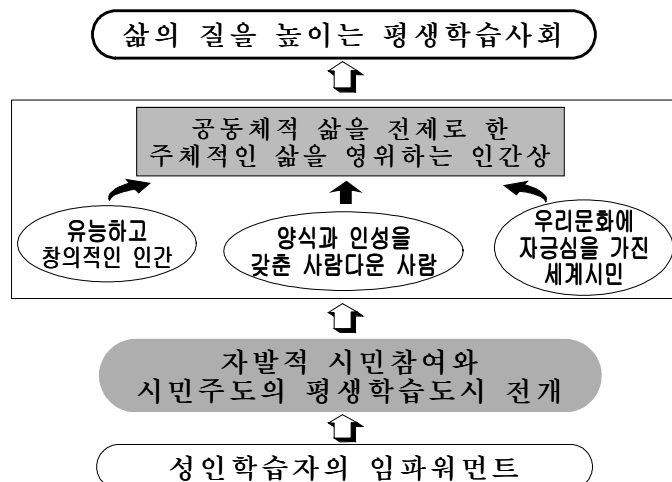 삶의 질을 높이는 평생학습사회
공동체적 삶을 전제로 한
주체적인 삶을 영위하는 인간상
유능하고
창의적인 인간
양식과 인성을
갖춘 사람다운 사람
우리문화에
자긍심을 가진
세계시민
자발적 시민참여와
시민주도의 평생학습도시 전개
성인학습자의 임파워먼트